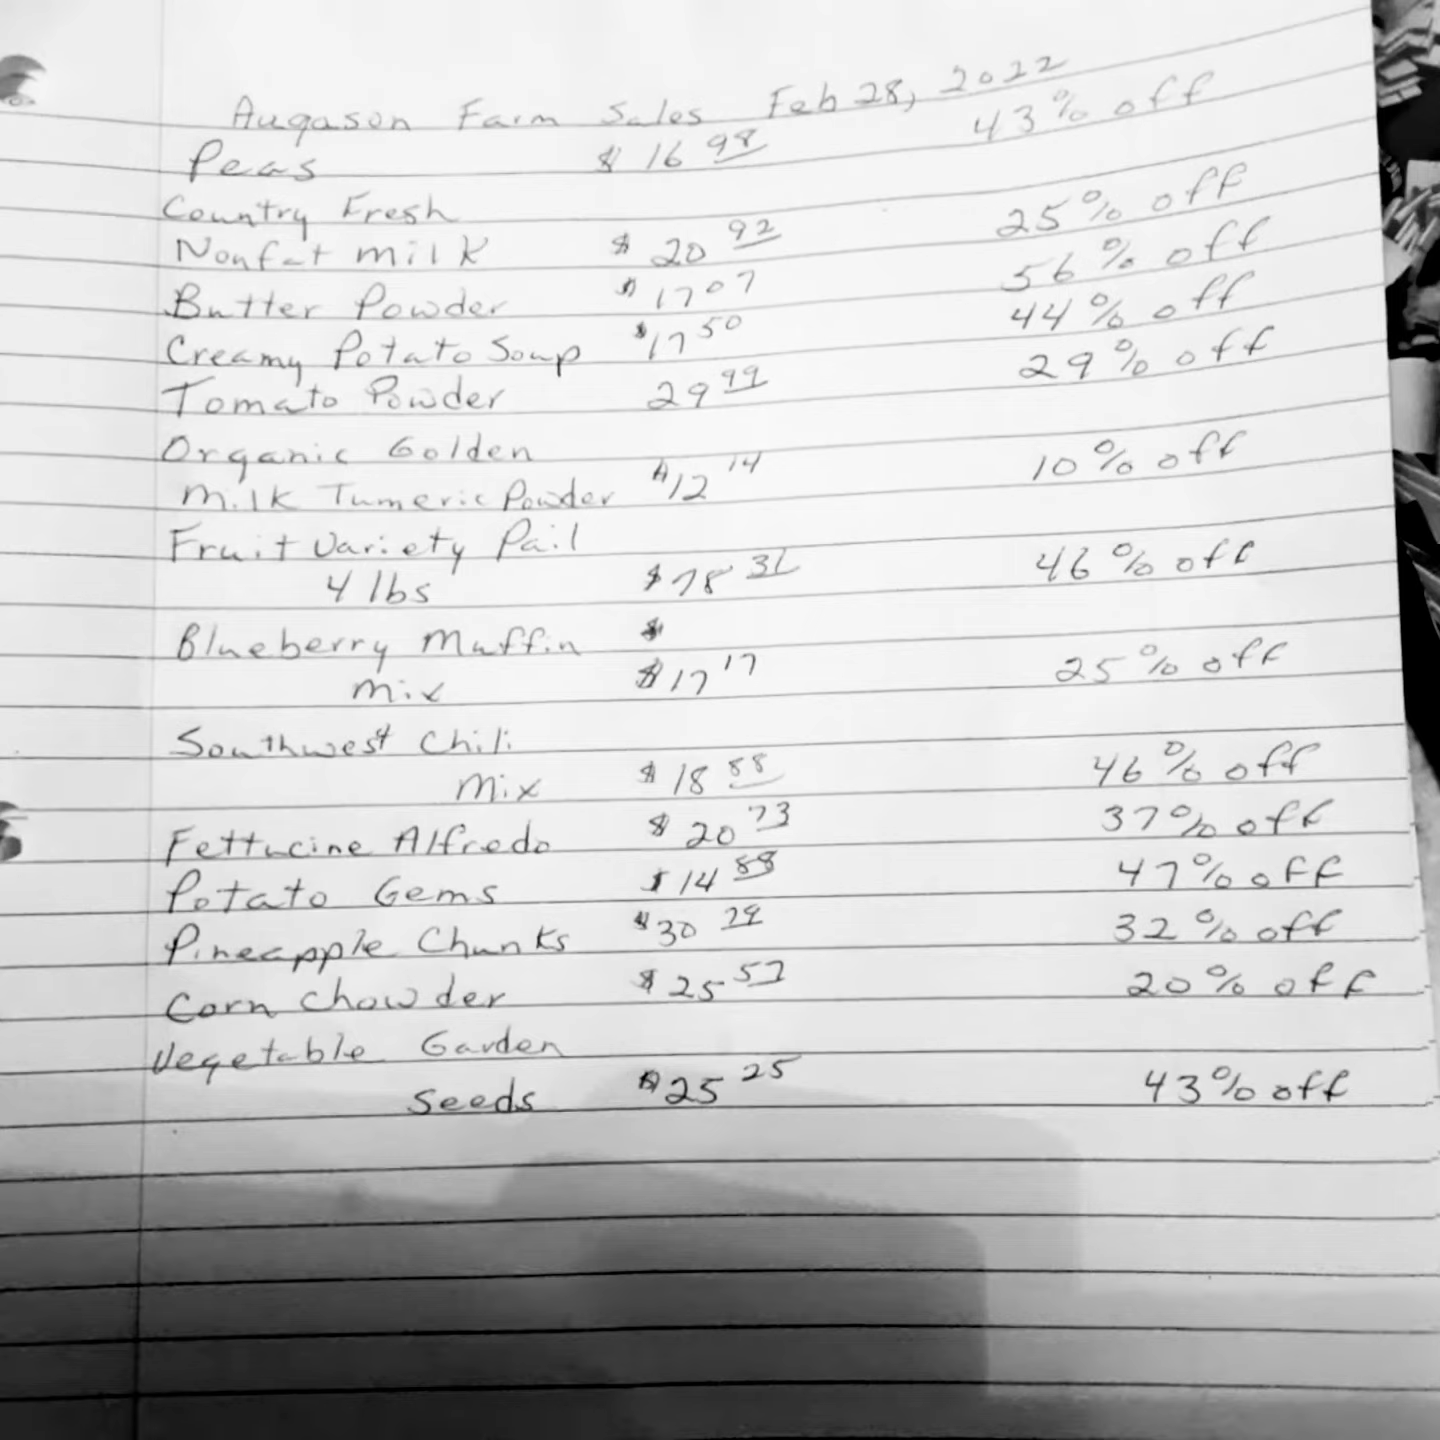 Augason Farm Sales Feb 28, 2022
Peas $16 98 43% off
Country Fresh
Nonfat milk $20 92 25% off
Butter Powder $17 07 56% off
Creamy Potato Soup $17 50 44% off
Tomato Powder 29 99 29% off
Organic Golden
Milk Tumeric Powder $12 14 10% off
Fruit Variety Pail
4 lbs $78 31 46% off
Blueberry Muffin $
Mix $17 17 25% off
Southwest Chili
Mix $18 88 46% off
Fettucine Alfredo $20 73 37% off
Potato Gems $14 88 47% off
Pineapple Chunks $30 29 32% off
Corn Chowder $25 57 20% off
Vegetable Garden
Seeds $25 25 43% off